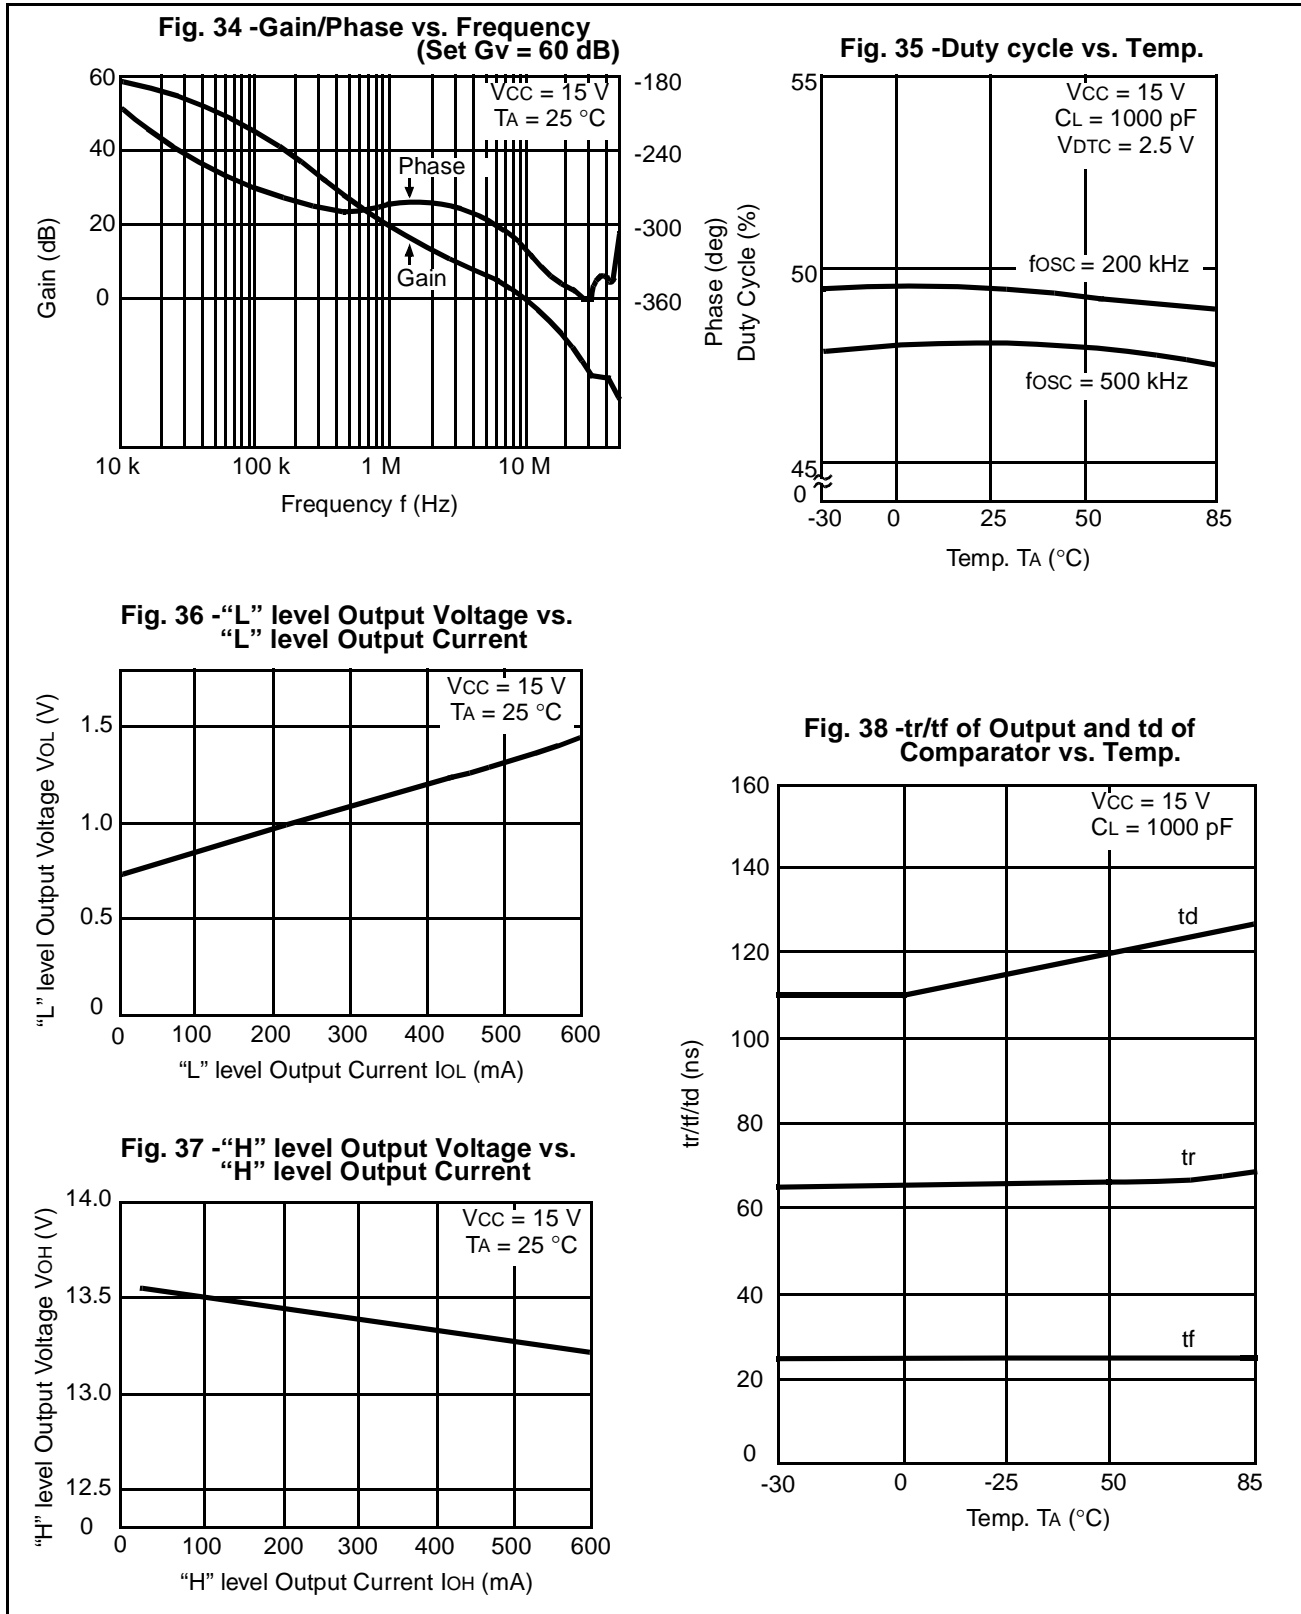 Fig. 34 -Gain/Phase vs. Frequency
(Set Gv = 60 dB)
60
40
20
0
Gain (dB)
VCC = 15 V
TA = 25 °C
Phase
Gain
-180
-240
-300
-360
Phase (deg)
10 k
100 k
1 M
10 M
Frequency f (Hz)
Fig. 35 -Duty cycle vs. Temp.
55
50
45
0
Duty Cycle (%)
VCC = 15 V
CL = 1000 pF
VDTC = 2.5 V
fOSC = 200 kHz
fOSC = 500 kHz
-30
0
25
50
85
Temp. TA (°C)
Fig. 36 -“L” level Output Voltage vs.
“L” level Output Current
1.5
1.0
0.5
0
“L” level Output Voltage VOL (V)
VCC = 15 V
TA = 25 °C
0
100
200
300
400
500
600
“L” level Output Current IOL (mA)
Fig. 37 -“H” level Output Voltage vs.
“H” level Output Current
14.0
13.5
13.0
12.5
0
“H” level Output Voltage VOH (V)
VCC = 15 V
TA = 25 °C
0
100
200
300
400
500
600
“H” level Output Current IOH (mA)
Fig. 38 -tr/tf of Output and td of
Comparator vs. Temp.
160
140
120
100
80
60
40
20
0
tr/tf/td (ns)
VCC = 15 V
CL = 1000 pF
td
tr
tf
-30
0
-25
50
85
Temp. TA (°C)